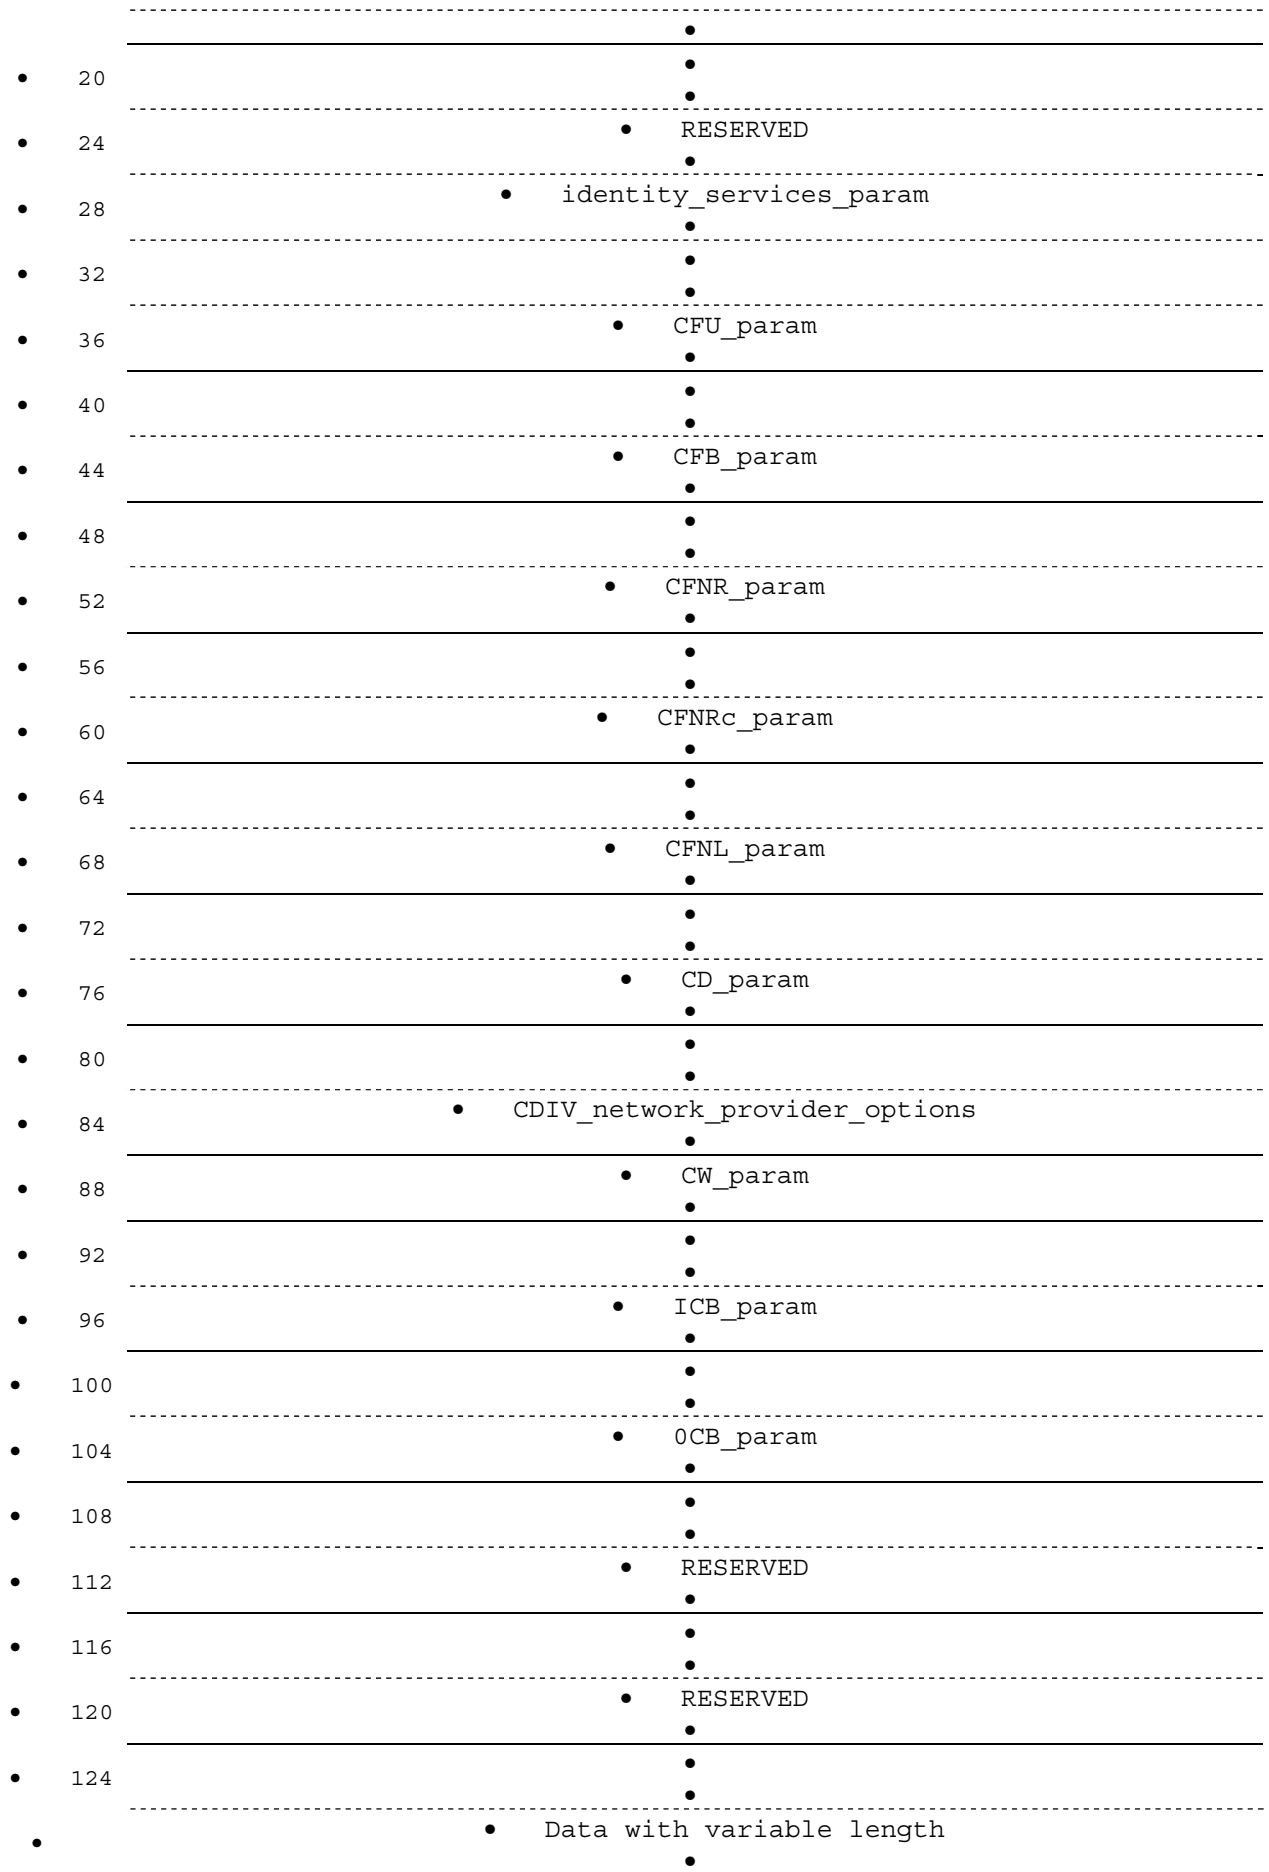 •
• 20 •
•
• 24 • RESERVED
•
• 28 • identity_services_param
•
• 32 •
•
• 36 • CFU_param
•
• 40 •
•
• 44 • CFB_param
•
• 48 •
•
• 52 • CFNR_param
•
• 56 •
•
• 60 • CFNRc_param
•
• 64 •
•
• 68 • CFNL_param
•
• 72 •
•
• 76 • CD_param
•
• 80 •
•
• 84 • CDIV_network_provider_options
•
• 88 • CW_param
•
• 92 •
•
• 96 • ICB_param
•
• 100 •
•
• 104 • 0CB_param
•
• 108 •
•
• 112 • RESERVED
•
• 116 •
•
• 120 • RESERVED
•
• 124 •
•
• • Data with variable length
•